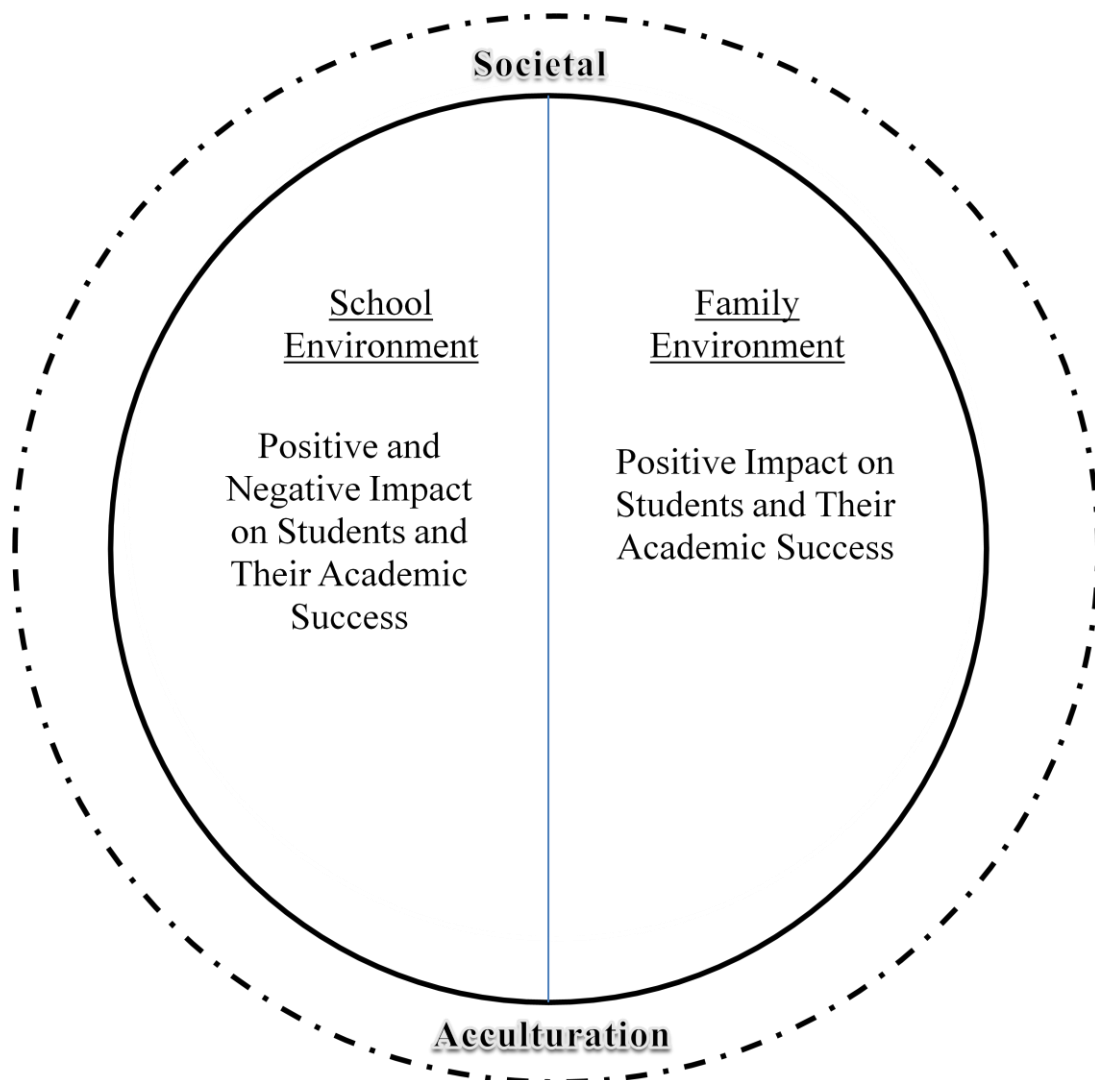 Societal
School
Environment
Positive and
Negative Impact
on Students and
Their Academic
Success
Family
Environment
Positive Impact on
Students and Their
Academic Success
Acculturation